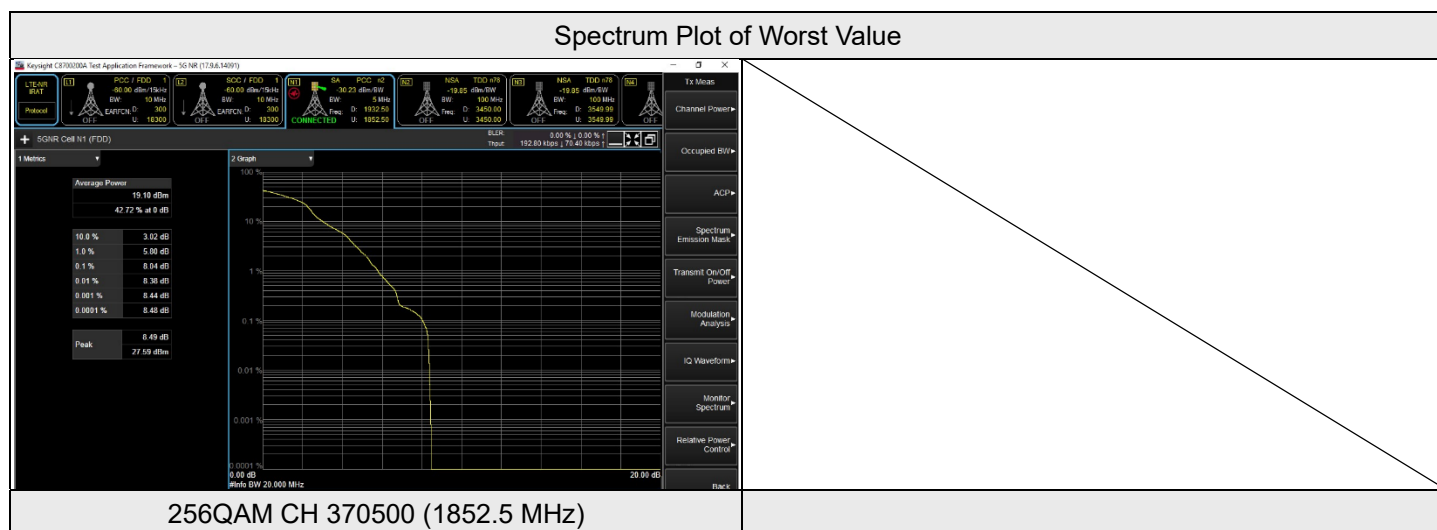 Spectrum Plot of Worst Value
Keysight C8700200A Test Application Framework - 5G NR (17.9.6.14091)
LTE-NR IRAT
Protocol
L1 PCC / FDD 1
-60.00 dBm/15kHz
BW: 10 MHz
EARFCN: D: 300
U: 18300
OFF
L2 SCC / FDD 1
-60.00 dBm/15kHz
BW: 10 MHz
EARFCN: D: 300
U: 18300
OFF
N1 SA PCC n2
-30.23 dBm/BW
BW: 5 MHz
Freq: D: 1932.50
CONNECTED U: 1852.50
N2 NSA TDD n78
-19.85 dBm/BW
BW: 100 MHz
Freq: D: 3450.00
OFF U: 3450.00
N3 NSA TDD n78
-19.85 dBm/BW
BW: 100 MHz
Freq: D: 3549.99
OFF U: 3549.99
N4
OFF
5GNR Cell N1 (FDD)
BLER: 0.00 % ↓ 0.00 % ↑
Tput: 192.80 kbps ↓ 70.40 kbps ↑
1 Metrics
Average Power
19.10 dBm
42.72 % at 0 dB
10.0 % 3.02 dB
1.0 % 5.80 dB
0.1 % 8.04 dB
0.01 % 8.38 dB
0.001 % 8.44 dB
0.0001 % 8.48 dB
Peak 8.49 dB
27.59 dBm
2 Graph
100 %
10 %
1 %
0.1 %
0.01 %
0.001 %
0.0001 %
0.00 dB 20.00 dB
#Info BW 20.000 MHz
Tx Meas
Channel Power
Occupied BW
ACP
Spectrum
Emission Mask
Transmit On/Off
Power
Modulation
Analysis
IQ Waveform
Monitor
Spectrum
Relative Power
Control
Back
256QAM CH 370500 (1852.5 MHz)